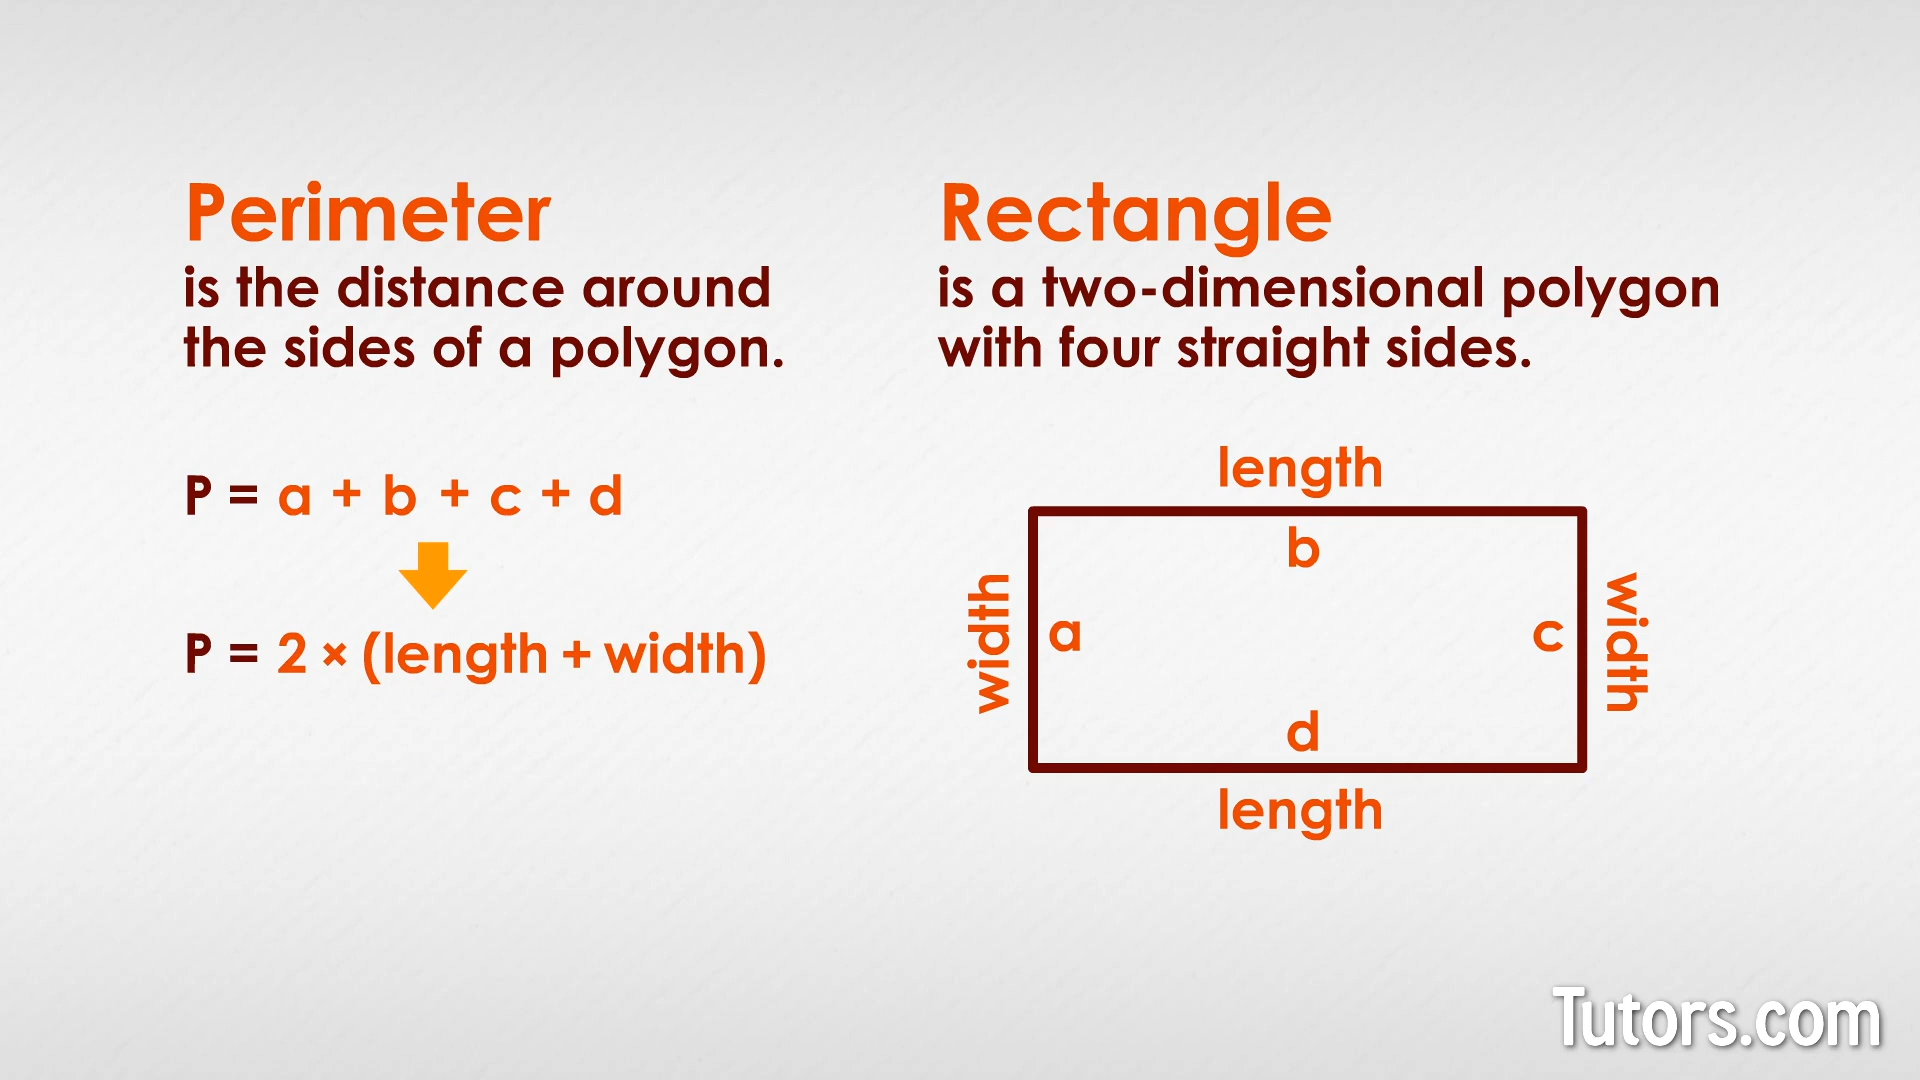 Perimeter
is the distance around
the sides of a polygon.
P = a + b + c + d
P = 2 × (length + width)
Rectangle
is a two-dimensional polygon
with four straight sides.
length
b
width
a
c
width
d
length
Tutors.com